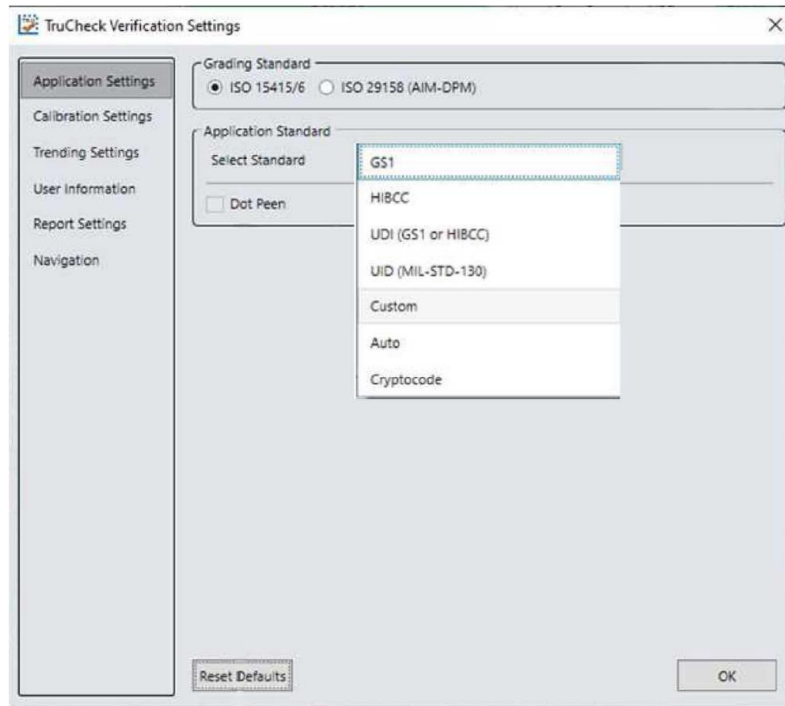 TruCheck Verification Settings
Application Settings
Calibration Settings
Trending Settings
User Information
Report Settings
Navigation
Grading Standard
ISO 15415/6
ISO 29158 (AIM-DPM)
Application Standard
Select Standard
GS1
HIBCC
UDI (GS1 or HIBCC)
UID (MIL-STD-130)
Custom
Auto
Cryptocode
Dot Peen
Reset Defaults
OK